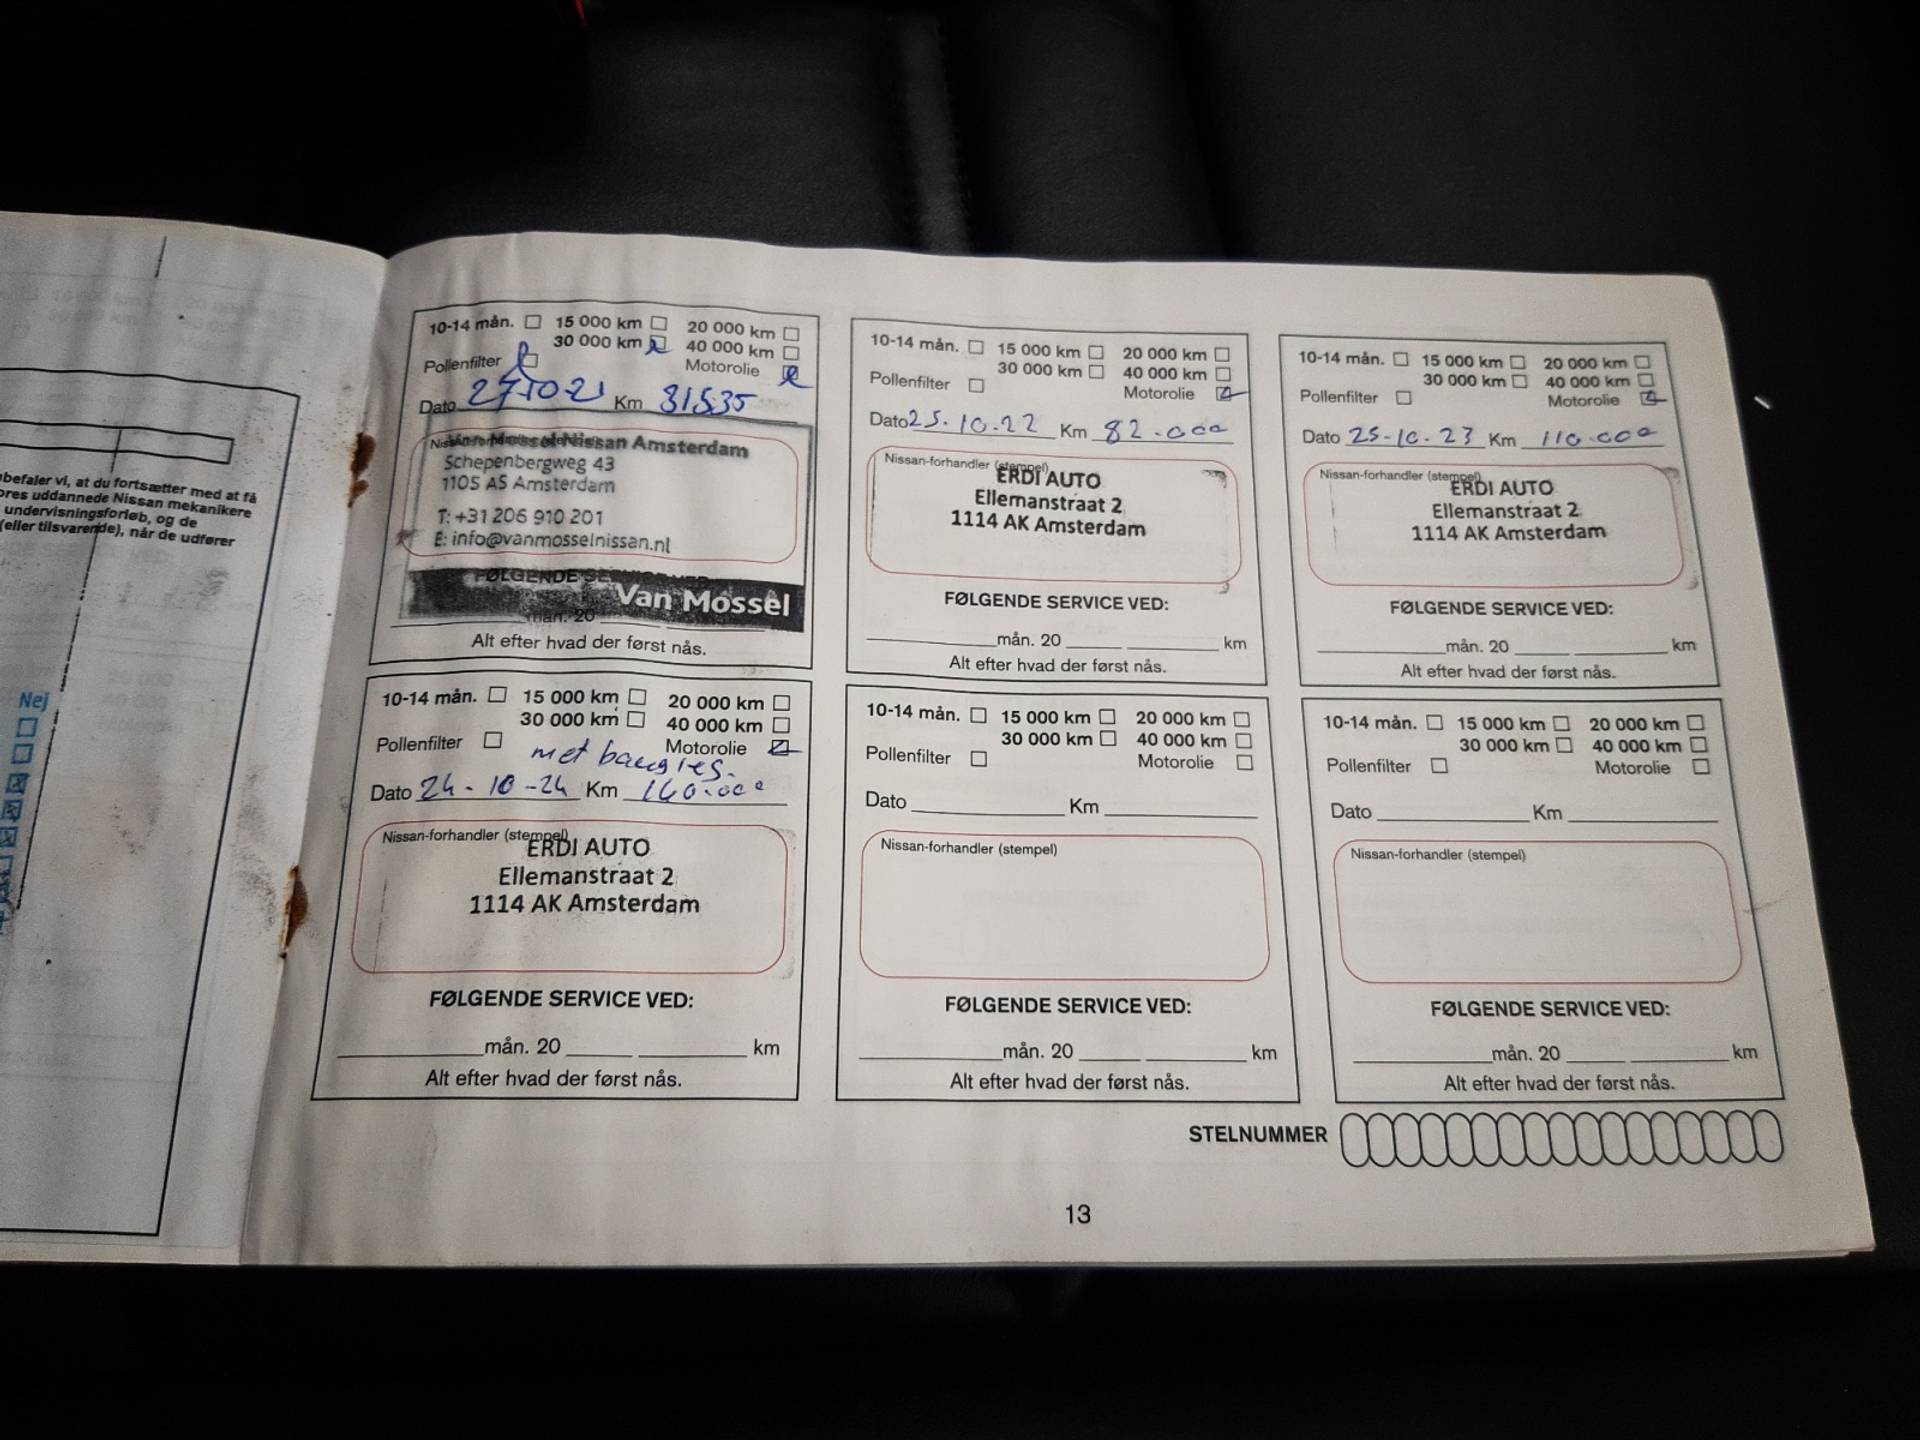 befaler vi, at du fortsætter med at få
ores uddannede Nissan mekanikere
undervisningsforløb, og de
(eller tilsvarende), når de udfører
Nej
10-14 mån. 15 000 km 20 000 km
30 000 km 40 000 km
Pollenfilter Motorolie
Dato 27-10-21 Km 31535
Mossel Nissan Amsterdam
Schepenbergweg 43
1105 AS Amsterdam
T: +31 206 910 201
E: info@vanmosselnissan.nl
FØLGENDE SERVICE VED:
Van Mossel
mån. 20
Alt efter hvad der først nås.
10-14 mån. 15 000 km 20 000 km
30 000 km 40 000 km
Pollenfilter Motorolie
Dato 25-10-22 Km 82.000
Nissan-forhandler (stempel)
ERDI AUTO
Ellemanstraat 2
1114 AK Amsterdam
FØLGENDE SERVICE VED:
mån. 20 km
Alt efter hvad der først nås.
10-14 mån. 15 000 km 20 000 km
30 000 km 40 000 km
Pollenfilter Motorolie
Dato 25-10-23 Km 110.000
Nissan-forhandler (stempel)
ERDI AUTO
Ellemanstraat 2
1114 AK Amsterdam
FØLGENDE SERVICE VED:
mån. 20 km
Alt efter hvad der først nås.
10-14 mån. 15 000 km 20 000 km
30 000 km 40 000 km
Pollenfilter Motorolie
met bougies.
Dato 24-10-24 Km 140.000
Nissan-forhandler (stempel)
ERDI AUTO
Ellemanstraat 2
1114 AK Amsterdam
FØLGENDE SERVICE VED:
mån. 20 km
Alt efter hvad der først nås.
10-14 mån. 15 000 km 20 000 km
30 000 km 40 000 km
Pollenfilter Motorolie
Dato Km
Nissan-forhandler (stempel)
FØLGENDE SERVICE VED:
mån. 20 km
Alt efter hvad der først nås.
10-14 mån. 15 000 km 20 000 km
30 000 km 40 000 km
Pollenfilter Motorolie
Dato Km
Nissan-forhandler (stempel)
FØLGENDE SERVICE VED:
mån. 20 km
Alt efter hvad der først nås.
STELNUMMER
13